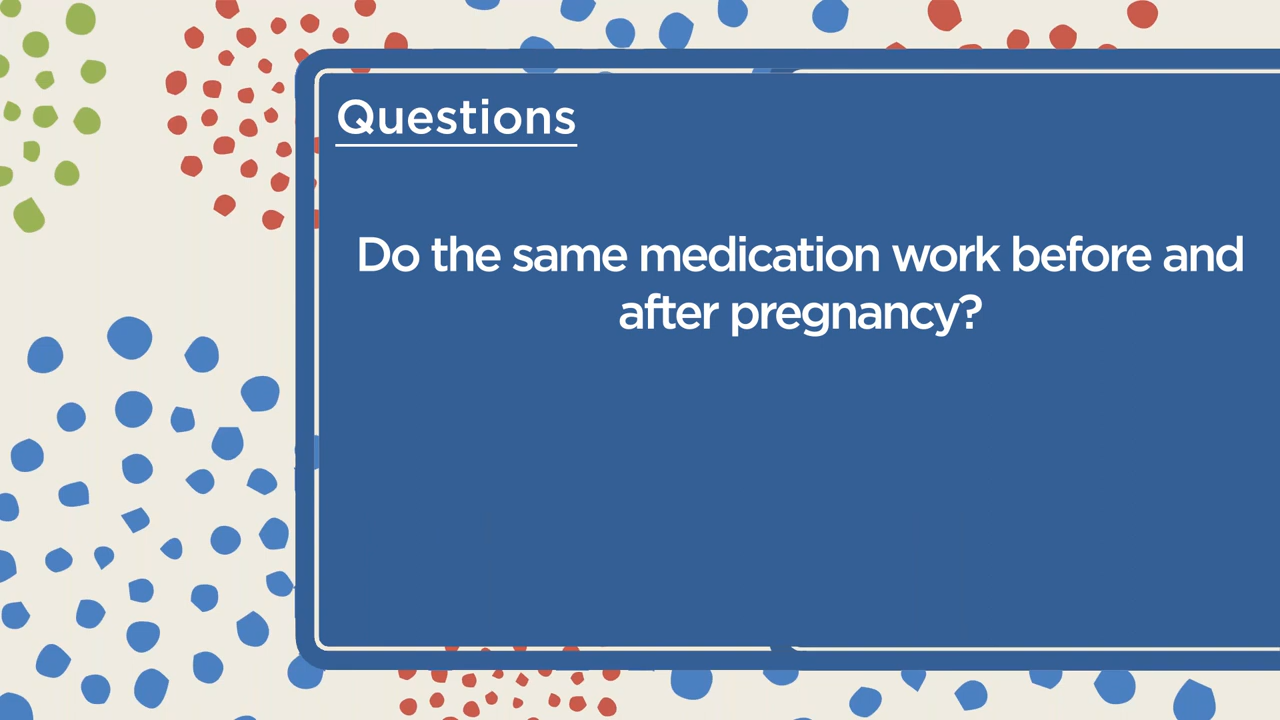 Questions
Do the same medication work before and
after pregnancy?